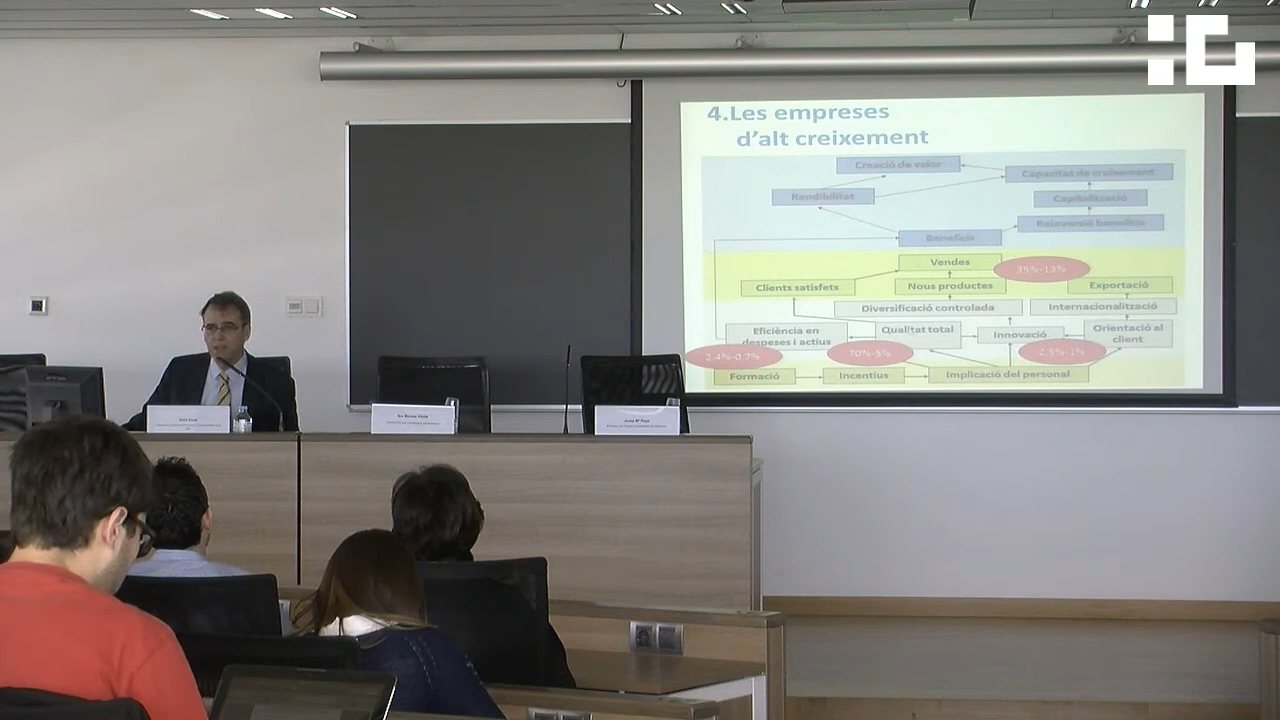 4.Les empreses
d'alt creixement
Creació de valor
Capacitat de creixement
Rendibilitat
Capitalització
Reinversió beneficis
Beneficis
Vendes
35%-13%
Clients satisfets
Nous productes
Exportació
Diversificació controlada
Internacionalització
Eficiència en
despeses i actius
Qualitat total
Innovació
Orientació al
client
2,4%-0,7%
70%-5%
2,5%-1%
Formació
Incentius
Implicació del personal